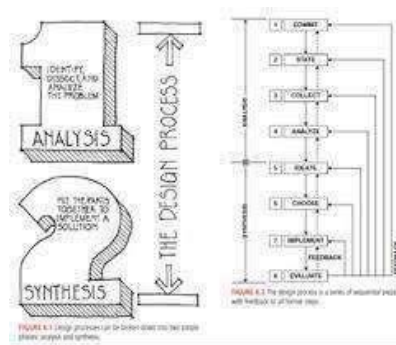 IDENTIFY,
DISSECT, AND
ANALYZE
THE PROBLEM
ANALYSIS
PUT THE PARTS
TOGETHER TO
IMPLEMENT A
SOLUTION
SYNTHESIS
THE DESIGN PROCESS
FIGURE 6.1 Design processes can be broken down into two simple
phases: analysis and synthesis.
1 COMMIT
2 STATE
3 COLLECT
4 ANALYZE
5 IDEATE
6 CHOOSE
7 IMPLEMENT
FEEDBACK
8 EVALUATE
ANALYSIS
SYNTHESIS
FEEDBACK
FIGURE 6.2 The design process is a series of sequential steps
with feedback to all former steps.